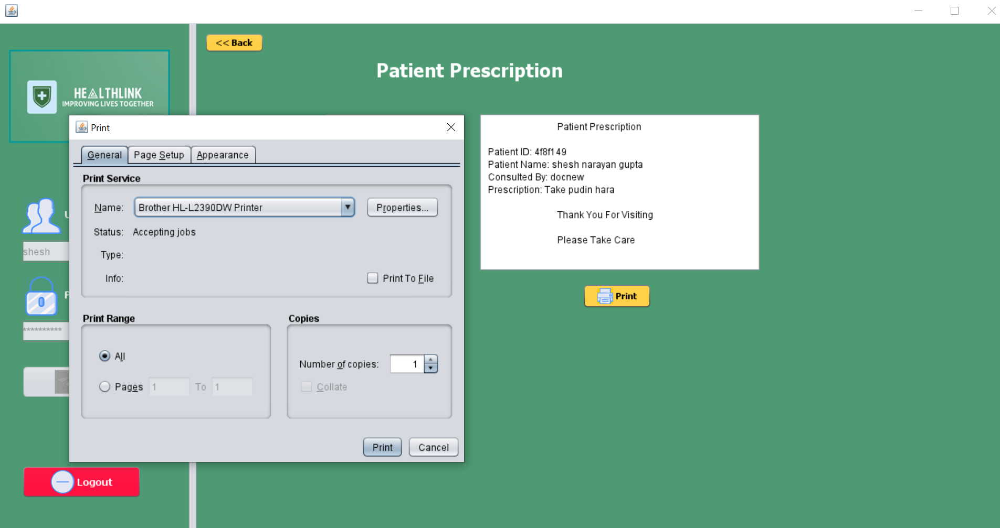 << Back
Patient Prescription
HEALTHLINK
IMPROVING LIVES TOGETHER
Print
General
Page Setup
Appearance
Print Service
Name: Brother HL-L2390DW Printer
Properties...
Status: Accepting jobs
Type:
Info:
Print To File
Print Range
All
Pages 1 To 1
Copies
Number of copies: 1
Collate
Print
Cancel
shesh
**********
Logout
Patient Prescription
Patient ID: 4f8f149
Patient Name: shesh narayan gupta
Consulted By: docnew
Prescription: Take pudin hara
Thank You For Visiting
Please Take Care
Print